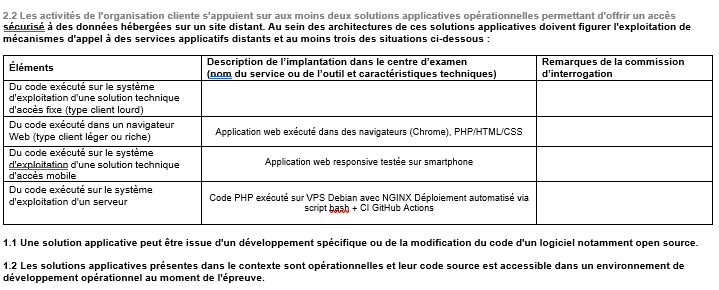 2.2 Les activités de l'organisation cliente s'appuient sur aux moins deux solutions applicatives opérationnelles permettant d'offrir un accès
sécurisé à des données hébergées sur un site distant. Au sein des architectures de ces solutions applicatives doivent figurer l'exploitation de
mécanismes d'appel à des services applicatifs distants et au moins trois des situations ci-dessous :
Éléments
Description de l'implantation dans le centre d'examen
(nom du service ou de l'outil et caractéristiques techniques)
Remarques de la commission
d'interrogation
Du code exécuté sur le système
d'exploitation d'une solution technique
d'accès fixe (type client lourd)
Du code exécuté dans un navigateur
Web (type client léger ou riche)
Application web exécuté dans des navigateurs (Chrome), PHP/HTML/CSS
Du code exécuté sur le système
d'exploitation d'une solution technique
d'accès mobile
Application web responsive testée sur smartphone
Du code exécuté sur le système
d'exploitation d'un serveur
Code PHP exécuté sur VPS Debian avec NGINX Déploiement automatisé via
script bash + CI GitHub Actions
1.1 Une solution applicative peut être issue d'un développement spécifique ou de la modification du code d'un logiciel notamment open source.
1.2 Les solutions applicatives présentes dans le contexte sont opérationnelles et leur code source est accessible dans un environnement de
développement opérationnel au moment de l'épreuve.